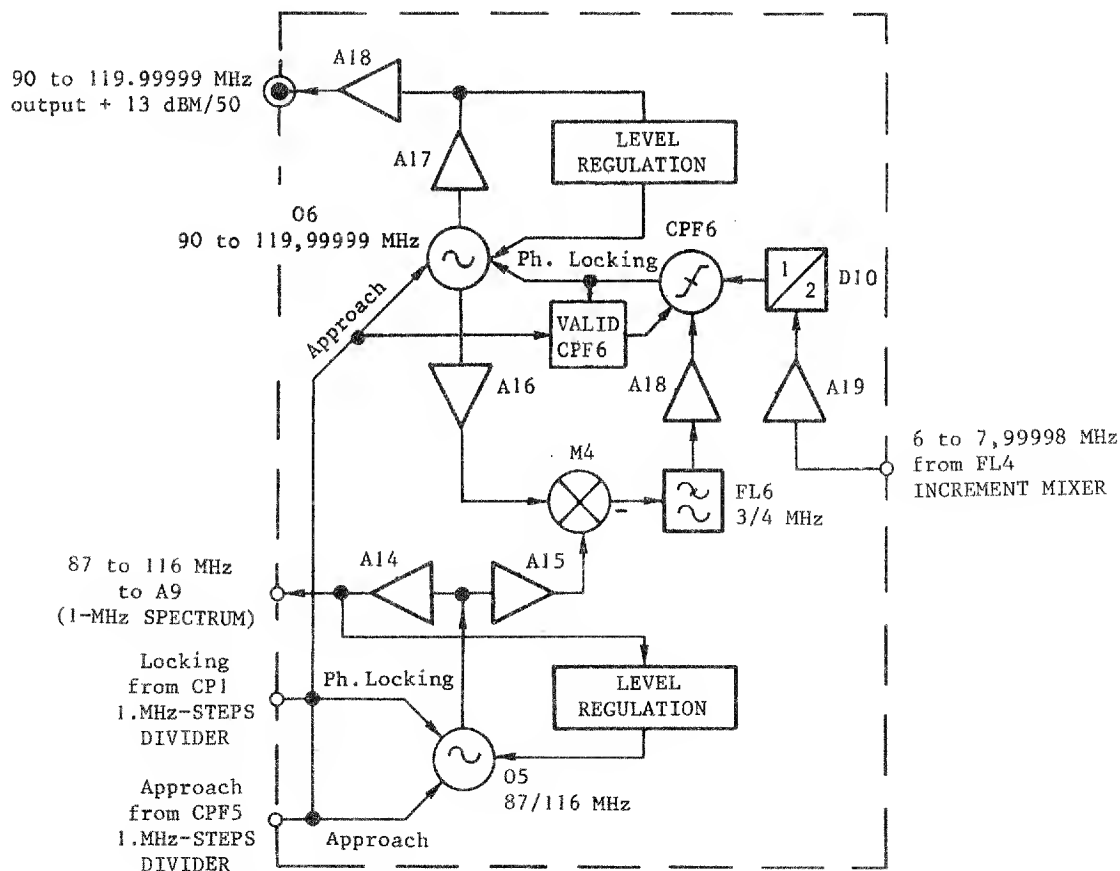 A18
90 to 119.99999 MHz
output + 13 dBM/50
A17
LEVEL
REGULATION
O6
90 to 119,99999 MHz
CPF6
Ph. Locking
1
2
D10
Approach
VALID
CPF6
A16
A18
A19
6 to 7,99998 MHz
from FL4
INCREMENT MIXER
M4
-
FL6
3/4 MHz
87 to 116 MHz
to A9
(1-MHz SPECTRUM)
A14
A15
Locking
from CP1
1.MHz-STEPS
DIVIDER
Ph.Locking
LEVEL
REGULATION
O5
87/116 MHz
Approach
from CPF5
1.MHz-STEPS
DIVIDER
Approach